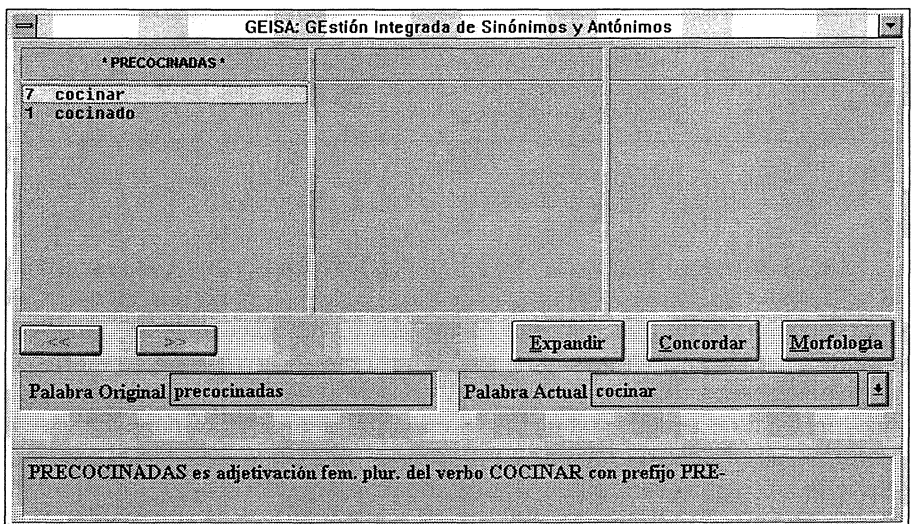 GEISA: GEstión Integrada de Sinónimos y Antónimos
* PRECOCINADAS *
7 cocinar
1 cocinado
<< >> Expandir Concordar Morfología
Palabra Original precocinadas Palabra Actual cocinar
PRECOCINADAS es adjetivación fem. plur. del verbo COCINAR con prefijo PRE-